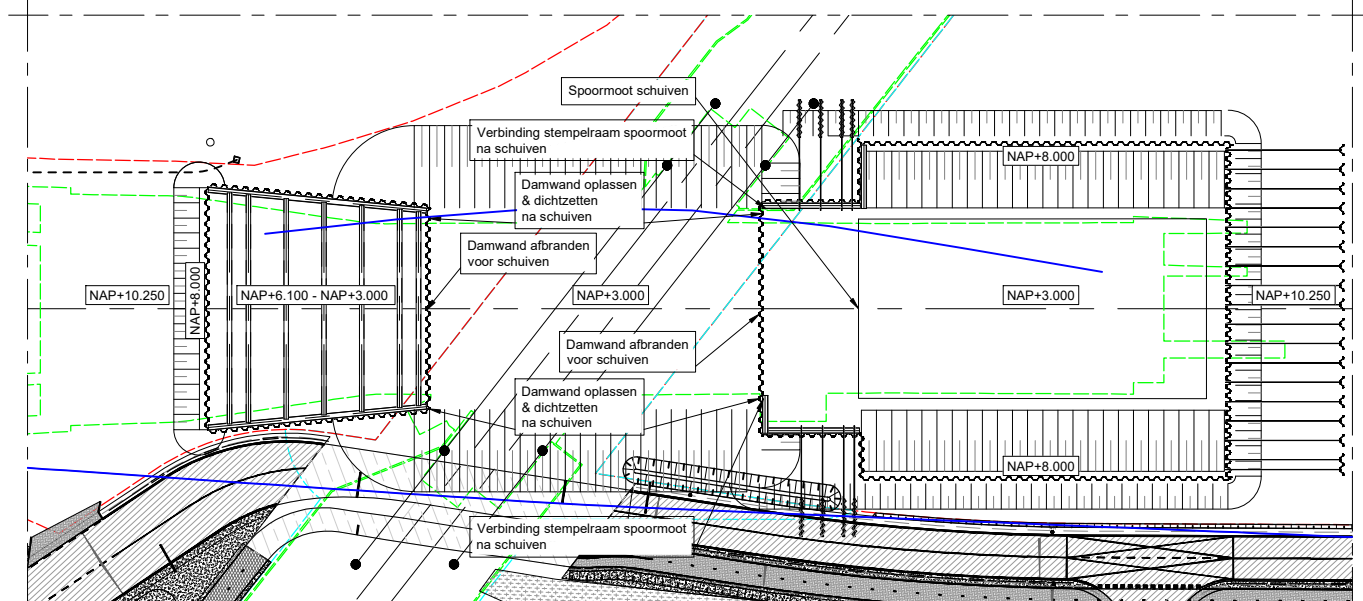 Spoormoot schuiven
Verbinding stempelraam spoormoot
na schuiven
NAP+8.000
Damwand oplassen
& dichtzetten
na schuiven
Damwand afbranden
voor schuiven
NAP+10.250
NAP+8.000
NAP+6.100 - NAP+3.000
NAP+3.000
NAP+3.000
NAP+10.250
Damwand afbranden
voor schuiven
Damwand oplassen
& dichtzetten
na schuiven
NAP+8.000
Verbinding stempelraam spoormoot
na schuiven